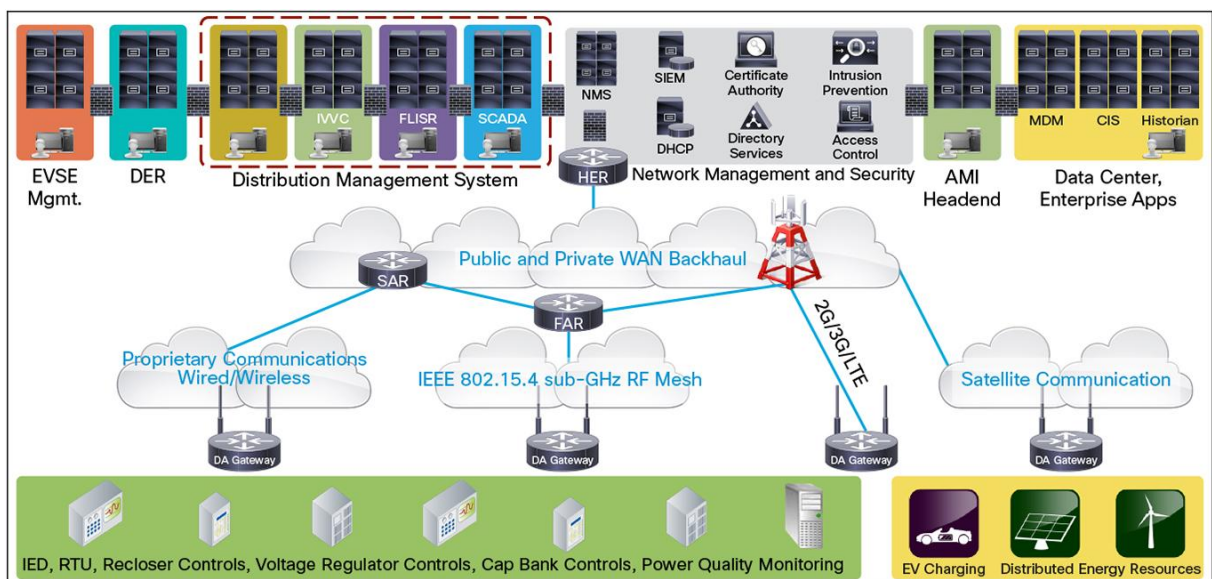 IVVC
FLISR
SCADA
NMS
SIEM
Certificate
Authority
Intrusion
Prevention
DHCP
Directory
Services
Access
Control
MDM
CIS
Historian
EVSE
Mgmt.
DER
Distribution Management System
HER
Network Management and Security
AMI
Headend
Data Center,
Enterprise Apps
Public and Private WAN Backhaul
SAR
FAR
2G/3G/LTE
Proprietary Communications
Wired/Wireless
IEEE 802.15.4 sub-GHz RF Mesh
Satellite Communication
DA Gateway
DA Gateway
DA Gateway
DA Gateway
IED, RTU, Recloser Controls, Voltage Regulator Controls, Cap Bank Controls, Power Quality Monitoring
EV Charging
Distributed Energy Resources